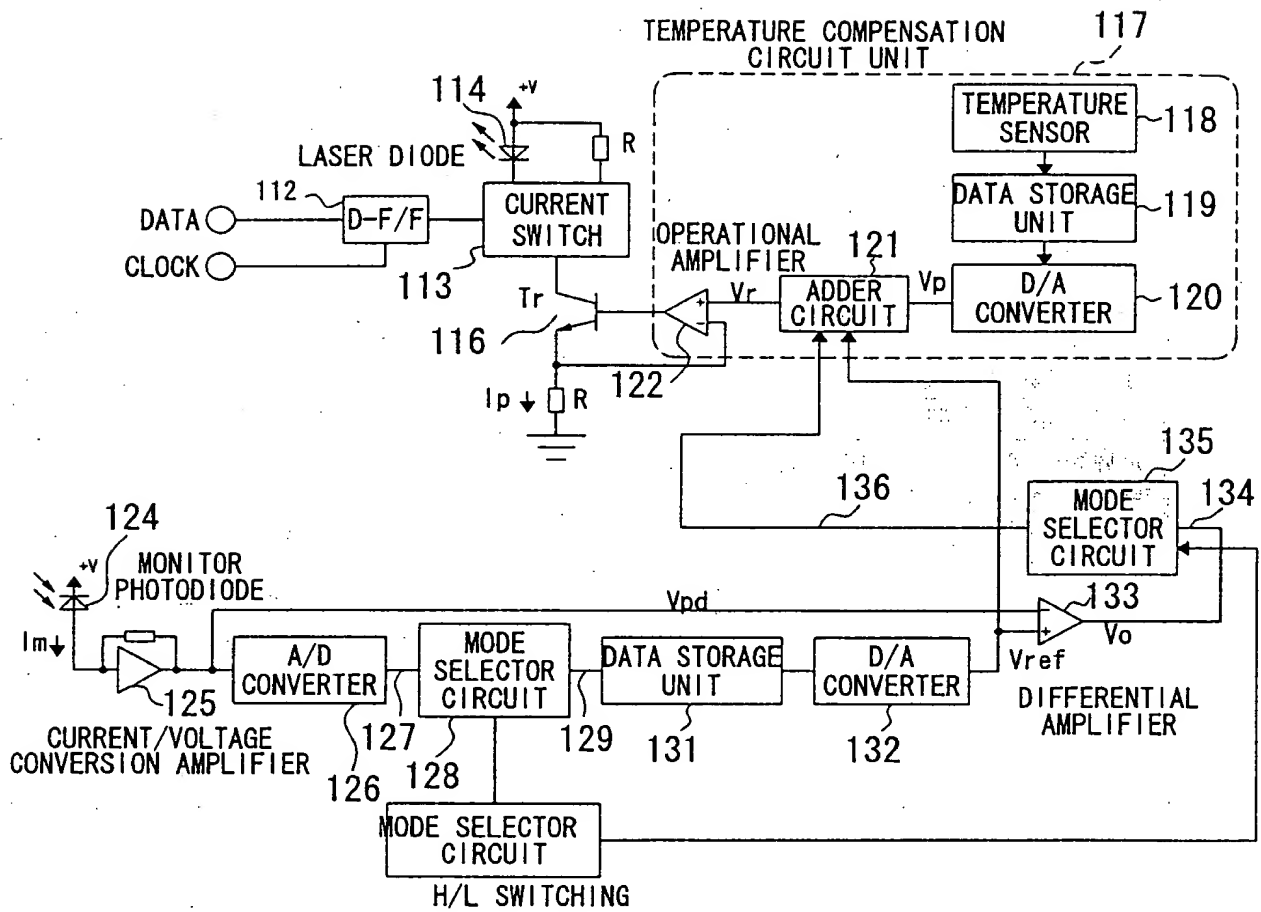 TEMPERATURE COMPENSATION
CIRCUIT UNIT
117
+V
114
TEMPERATURE
SENSOR
118
LASER DIODE
R
112
DATA
D-F/F
CURRENT
SWITCH
DATA STORAGE
UNIT
119
CLOCK
113
OPERATIONAL
AMPLIFIER
121
Tr
+
-
Vr
ADDER
CIRCUIT
Vp
D/A
CONVERTER
120
116
122
Ip
R
135
MODE
SELECTOR
CIRCUIT
134
136
124
+V
MONITOR
PHOTODIODE
Vpd
-
+
133
Vo
Im
A/D
CONVERTER
MODE
SELECTOR
CIRCUIT
DATA STORAGE
UNIT
D/A
CONVERTER
Vref
125
127
129
DIFFERENTIAL
AMPLIFIER
CURRENT/VOLTAGE
CONVERSION AMPLIFIER
126
128
131
132
MODE SELECTOR
CIRCUIT
H/L SWITCHING